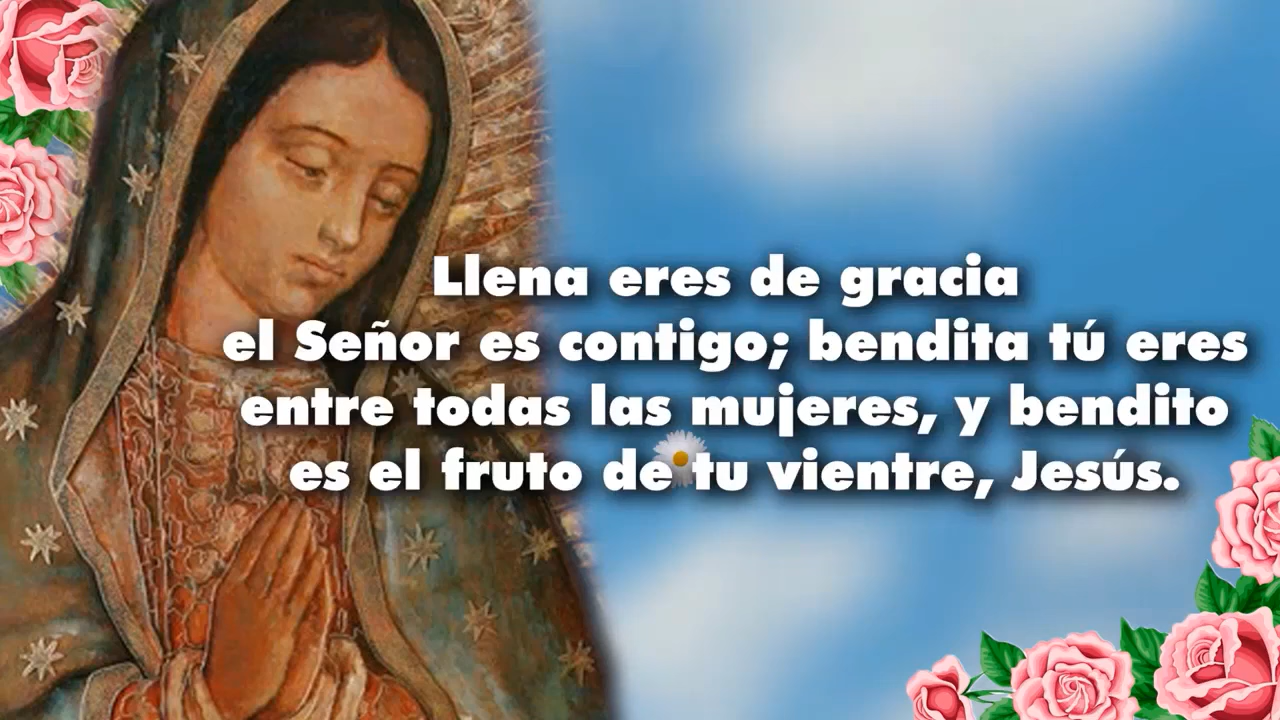 Llena eres de gracia
el Señor es contigo; bendita tú eres
entre todas las mujeres, y bendito
es el fruto de tu vientre, Jesús.